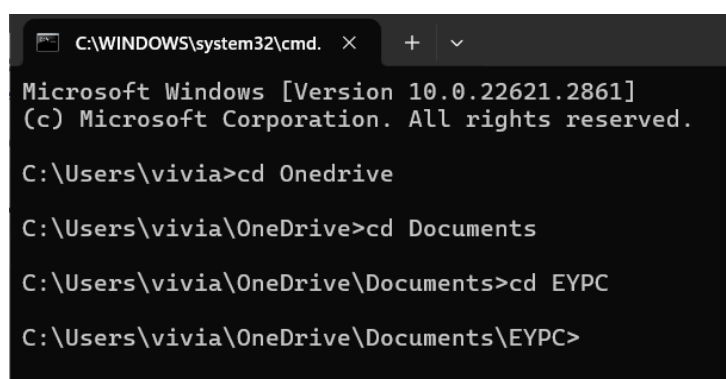 C:\WINDOWS\system32\cmd.
Microsoft Windows [Version 10.0.22621.2861]
(c) Microsoft Corporation. All rights reserved.
C:\Users\vivia>cd Onedrive
C:\Users\vivia\OneDrive>cd Documents
C:\Users\vivia\OneDrive\Documents>cd EYPC
C:\Users\vivia\OneDrive\Documents\EYPC>